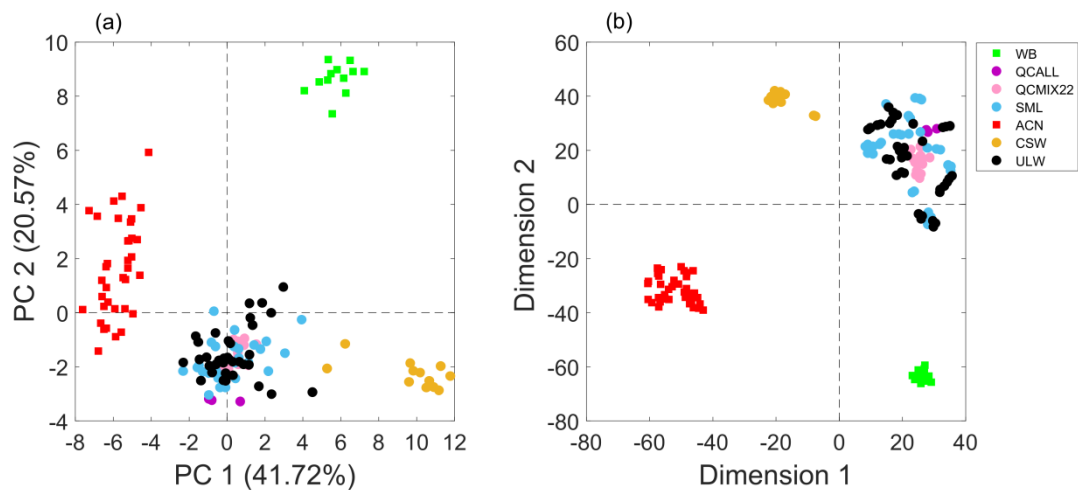 (a)
10
8
6
4
2
0
-2
-4
-8 -6 -4 -2 0 2 4 6 8 10 12
PC 2 (20.57%)
PC 1 (41.72%)
(b)
60
40
20
0
-20
-40
-60
-80
-80 -60 -40 -20 0 20 40
Dimension 2
Dimension 1
WB
QCALL
QCMIX22
SML
ACN
CSW
ULW